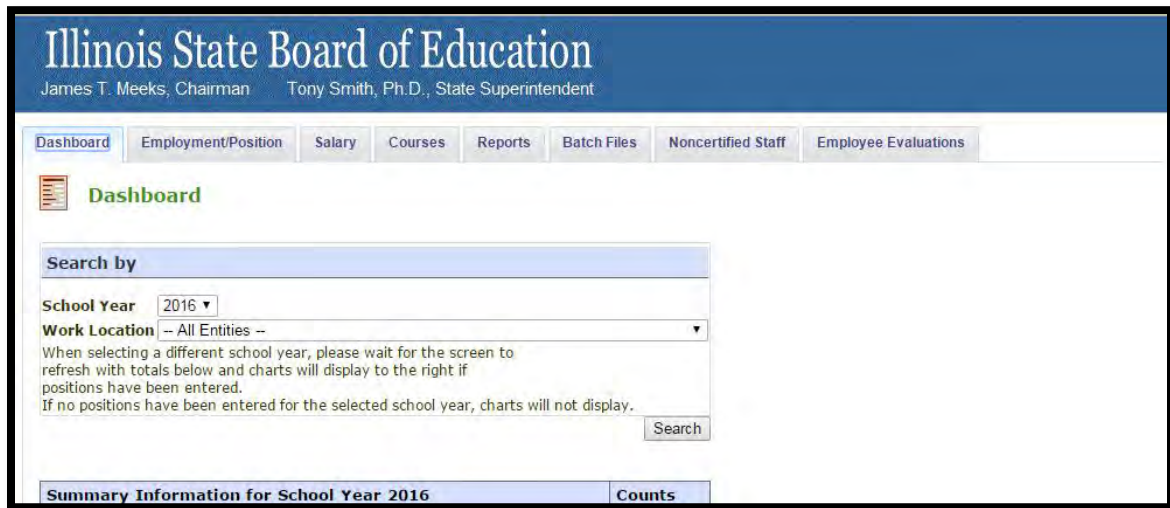 Illinois State Board of Education
James T. Meeks, Chairman Tony Smith, Ph.D., State Superintendent
Dashboard Employment/Position Salary Courses Reports Batch Files Noncertified Staff Employee Evaluations
Dashboard
Search by
School Year 2016
Work Location -- All Entities --
When selecting a different school year, please wait for the screen to
refresh with totals below and charts will display to the right if
positions have been entered.
If no positions have been entered for the selected school year, charts will not display.
Search
Summary Information for School Year 2016 Counts